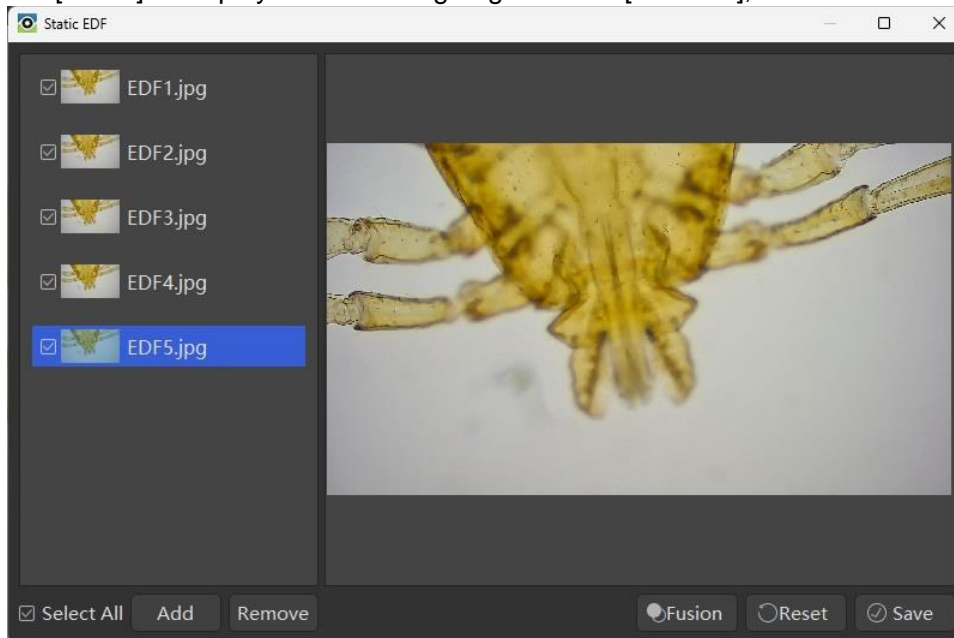 Static EDF
EDF1.jpg
EDF2.jpg
EDF3.jpg
EDF4.jpg
EDF5.jpg
Select All Add Remove Fusion Reset Save